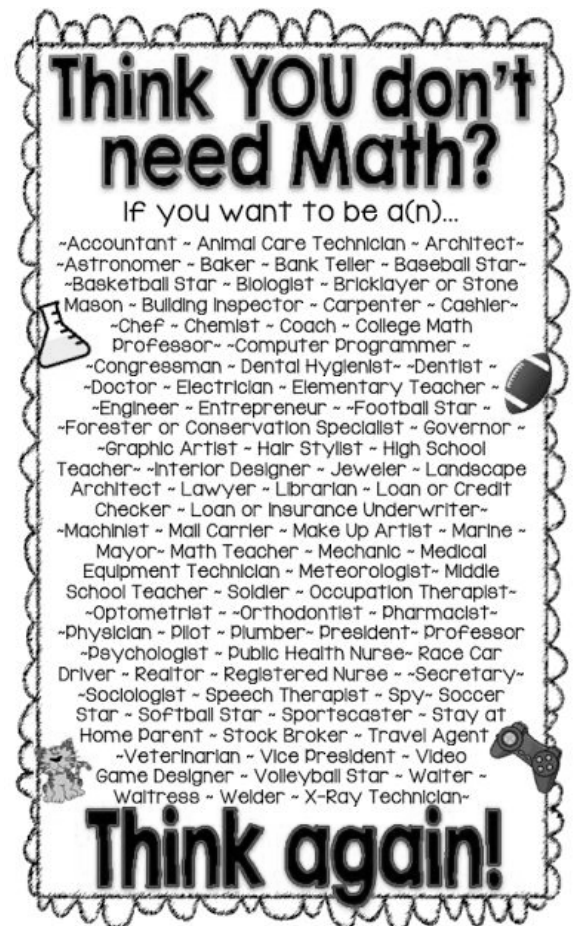 Think YOU don't
need Math?
If you want to be a(n)...
~Accountant ~ Animal Care Technician ~ Architect~
~Astronomer ~ Baker ~ Bank Teller ~ Baseball Star~
~Basketball Star ~ Biologist ~ Bricklayer or Stone
Mason ~ Building Inspector ~ Carpenter ~ Cashier~
~Chef ~ Chemist ~ Coach ~ College Math
Professor~ ~Computer Programmer ~
~Congressman ~ Dental Hygienist~ ~Dentist ~
~Doctor ~ Electrician ~ Elementary Teacher ~
~Engineer ~ Entrepreneur ~ ~Football Star ~
~Forester or Conservation Specialist ~ Governor ~
~Graphic Artist ~ Hair Stylist ~ High School
Teacher~ ~Interior Designer ~ Jeweler ~ Landscape
Architect ~ Lawyer ~ Librarian ~ Loan or Credit
Checker ~ Loan or Insurance Underwriter~
~Machinist ~ Mail Carrier ~ Make Up Artist ~ Marine ~
Mayor~ Math Teacher ~ Mechanic ~ Medical
Equipment Technician ~ Meteorologist~ Middle
School Teacher ~ Soldier ~ Occupation Therapist~
~Optometrist ~ ~Orthodontist ~ Pharmacist~
~Physician ~ Pilot ~ Plumber~ President~ Professor
~Psychologist ~ Public Health Nurse~ Race Car
Driver ~ Realtor ~ Registered Nurse ~ ~Secretary~
~Sociologist ~ Speech Therapist ~ Spy~ Soccer
Star ~ Softball Star ~ Sportscaster ~ Stay at
Home Parent ~ Stock Broker ~ Travel Agent
~Veterinarian ~ Vice President ~ Video
Game Designer ~ Volleyball Star ~ Waiter ~
Waitress ~ Welder ~ X-Ray Technician~
Think again!